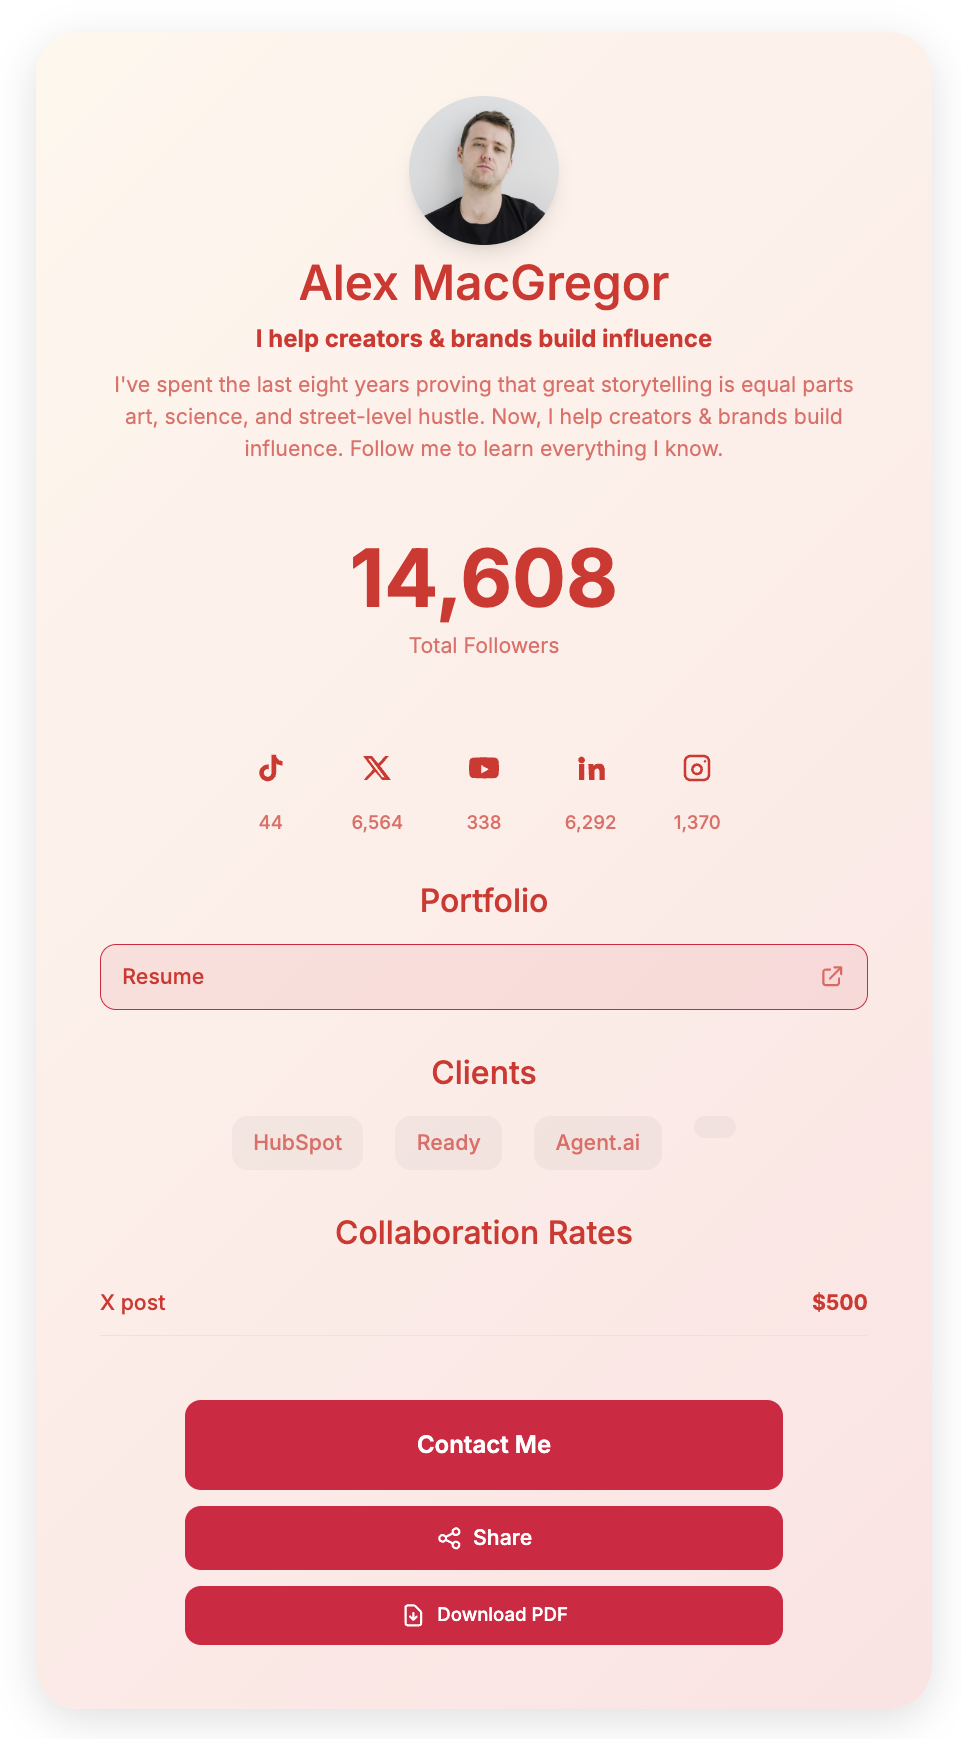 Alex MacGregor
I help creators & brands build influence
I've spent the last eight years proving that great storytelling is equal parts
art, science, and street-level hustle. Now, I help creators & brands build
influence. Follow me to learn everything I know.
14,608
Total Followers
44 6,564 338 6,292 1,370
Portfolio
Resume
Clients
HubSpot Ready Agent.ai
Collaboration Rates
X post $500
Contact Me
Share
Download PDF